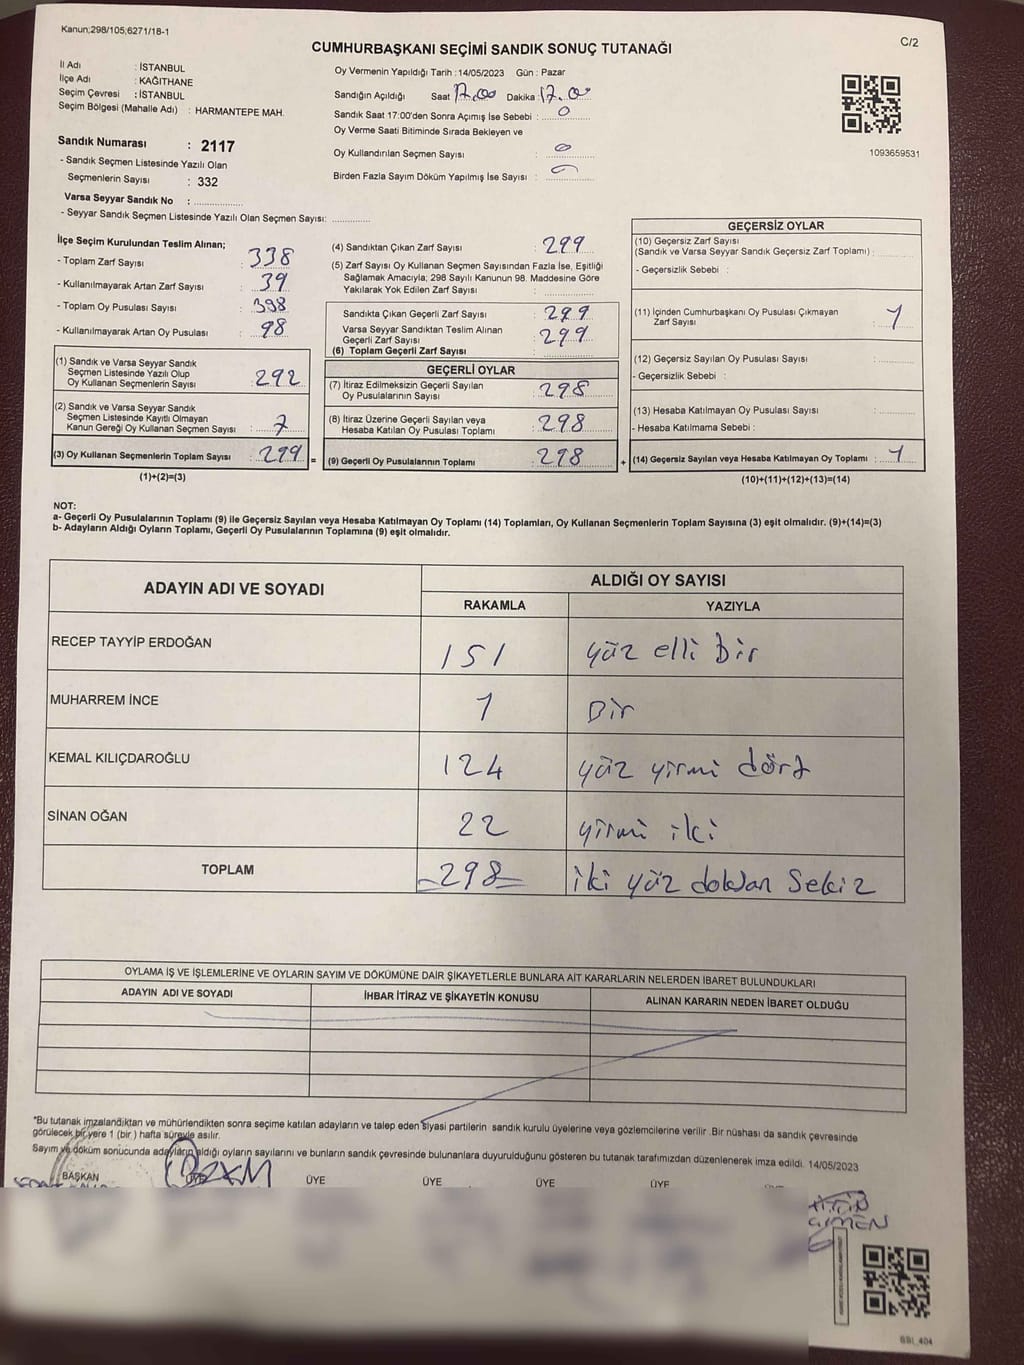 Kanun;298/105;6271/18-1
C/2
CUMHURBAŞKANI SEÇİMİ SANDIK SONUÇ TUTANAĞI
İl Adı : İSTANBUL
İlçe Adı : KAĞITHANE
Seçim Çevresi : İSTANBUL
Seçim Bölgesi (Mahalle Adı) : HARMANTEPE MAH.
Sandık Numarası : 2117
- Sandık Seçmen Listesinde Yazılı Olan
Seçmenlerin Sayısı : 332
Varsa Seyyar Sandık No :
- Seyyar Sandık Seçmen Listesinde Yazılı Olan Seçmen Sayısı:
Oy Vermenin Yapıldığı Tarih : 14/05/2023 Gün : Pazar
Sandığın Açıldığı Saat 17.00 Dakika 17.00
Sandık Saat 17:00'den Sonra Açımış İse Sebebi : 0
Oy Verme Saati Bitiminde Sırada Bekleyen ve
Oy Kullandırılan Seçmen Sayısı : 0
Birden Fazla Sayım Döküm Yapılmış İse Sayısı : 0
1093659531
İlçe Seçim Kurulundan Teslim Alınan;
- Toplam Zarf Sayısı : 338
- Kullanılmayarak Artan Zarf Sayısı : 39
- Toplam Oy Pusulası Sayısı : 398
- Kullanılmayarak Artan Oy Pusulası : 98
(1) Sandık ve Varsa Seyyar Sandık
Seçmen Listesinde Yazılı Olup
Oy Kullanan Seçmenlerin Sayısı : 292
(2) Sandık ve Varsa Seyyar Sandık
Seçmen Listesinde Kayıtlı Olmayan
Kanun Gereği Oy Kullanan Seçmen Sayısı : 7
(3) Oy Kullanan Seçmenlerin Toplam Sayısı : 299 =
(1)+(2)=(3)
(4) Sandıktan Çıkan Zarf Sayısı : 299
(5) Zarf Sayısı Oy Kullanan Seçmen Sayısından Fazla İse, Eşitliği
Sağlamak Amacıyla; 298 Sayılı Kanunun 98. Maddesine Göre
Yakılarak Yok Edilen Zarf Sayısı :
Sandıkta Çıkan Geçerli Zarf Sayısı : 299
Varsa Seyyar Sandıktan Teslim Alınan
Geçerli Zarf Sayısı : 299
(6) Toplam Geçerli Zarf Sayısı
GEÇERLİ OYLAR
(7) İtiraz Edilmeksizin Geçerli Sayılan
Oy Pusulalarının Sayısı : 298
(8) İtiraz Üzerine Geçerli Sayılan veya
Hesaba Katılan Oy Pusulası Toplamı : 298
(9) Geçerli Oy Pusulalarının Toplamı : 298 +
GEÇERSİZ OYLAR
(10) Geçersiz Zarf Sayısı
(Sandık ve Varsa Seyyar Sandık Geçersiz Zarf Toplamı) :
- Geçersizlik Sebebi :
(11) İçinden Cumhurbaşkanı Oy Pusulası Çıkmayan
Zarf Sayısı : 1
(12) Geçersiz Sayılan Oy Pusulası Sayısı :
- Geçersizlik Sebebi :
(13) Hesaba Katılmayan Oy Pusulası Sayısı :
- Hesaba Katılmama Sebebi :
(14) Geçersiz Sayılan veya Hesaba Katılmayan Oy Toplamı : 1
(10)+(11)+(12)+(13)=(14)
NOT:
a- Geçerli Oy Pusulalarının Toplamı (9) ile Geçersiz Sayılan veya Hesaba Katılmayan Oy Toplamı (14) Toplamları, Oy Kullanan Seçmenlerin Toplam Sayısına (3) eşit olmalıdır. (9)+(14)=(3)
b- Adayların Aldığı Oyların Toplamı, Geçerli Oy Pusulalarının Toplamına (9) eşit olmalıdır.
ADAYIN ADI VE SOYADI ALDIĞI OY SAYISI
RAKAMLA YAZIYLA
RECEP TAYYİP ERDOĞAN 151 yüz elli bir
MUHARREM İNCE 1 Bir
KEMAL KILIÇDAROĞLU 124 yüz yirmi dört
SİNAN OĞAN 22 yirmi iki
TOPLAM -298- iki yüz doksan sekiz
OYLAMA İŞ VE İŞLEMLERİNE VE OYLARIN SAYIM VE DÖKÜMÜNE DAİR ŞİKAYETLERLE BUNLARA AİT KARARLARIN NELERDEN İBARET BULUNDUKLARI
ADAYIN ADI VE SOYADI İHBAR İTİRAZ VE ŞİKAYETİN KONUSU ALINAN KARARIN NEDEN İBARET OLDUĞU
*Bu tutanak imzalandıktan ve mühürlendikten sonra seçime katılan adayların ve talep eden siyasi partilerin sandık kurulu üyelerine veya gözlemcilerine verilir .Bir nüshası da sandık çevresinde
görülecek bir yere 1 (bir ) hafta süreyle asılır.
Sayım ve döküm sonucunda adayların aldığı oyların sayılarını ve bunların sandık çevresinde bulunanlara duyurulduğunu gösteren bu tutanak tarafımızdan düzenlenerek imza edildi. 14/05/2023
BAŞKAN ÜYE ÜYE ÜYE ÜYE ÜYE